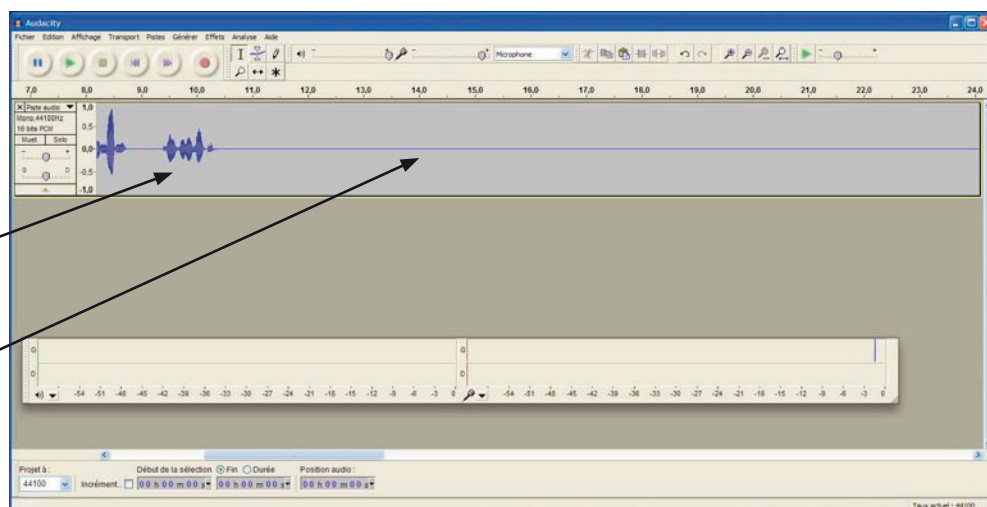 Audacity
Fichier Edition Affichage Transport Pistes Générer Effets Analyse Aide
Microphone
7,0 8,0 9,0 10,0 11,0 12,0 13,0 14,0 15,0 16,0 17,0 18,0 19,0 20,0 21,0 22,0 23,0 24,0
X Piste audio 1,0
Mono, 44100Hz
16 bits PCM 0,5
Muet Solo
- + 0,0
G D -0,5
-1,0
G G
D D
-54 -51 -48 -45 -42 -39 -36 -33 -30 -27 -24 -21 -18 -15 -12 -9 -6 -3 0 -54 -51 -48 -45 -42 -39 -36 -33 -30 -27 -24 -21 -18 -15 -12 -9 -6 -3 0
Projet à : Début de la sélection Fin Durée Position audio :
44100 Incrément... 00 h 00 m 00 s 00 h 00 m 00 s 00 h 00 m 00 s
Taux actuel : 44100